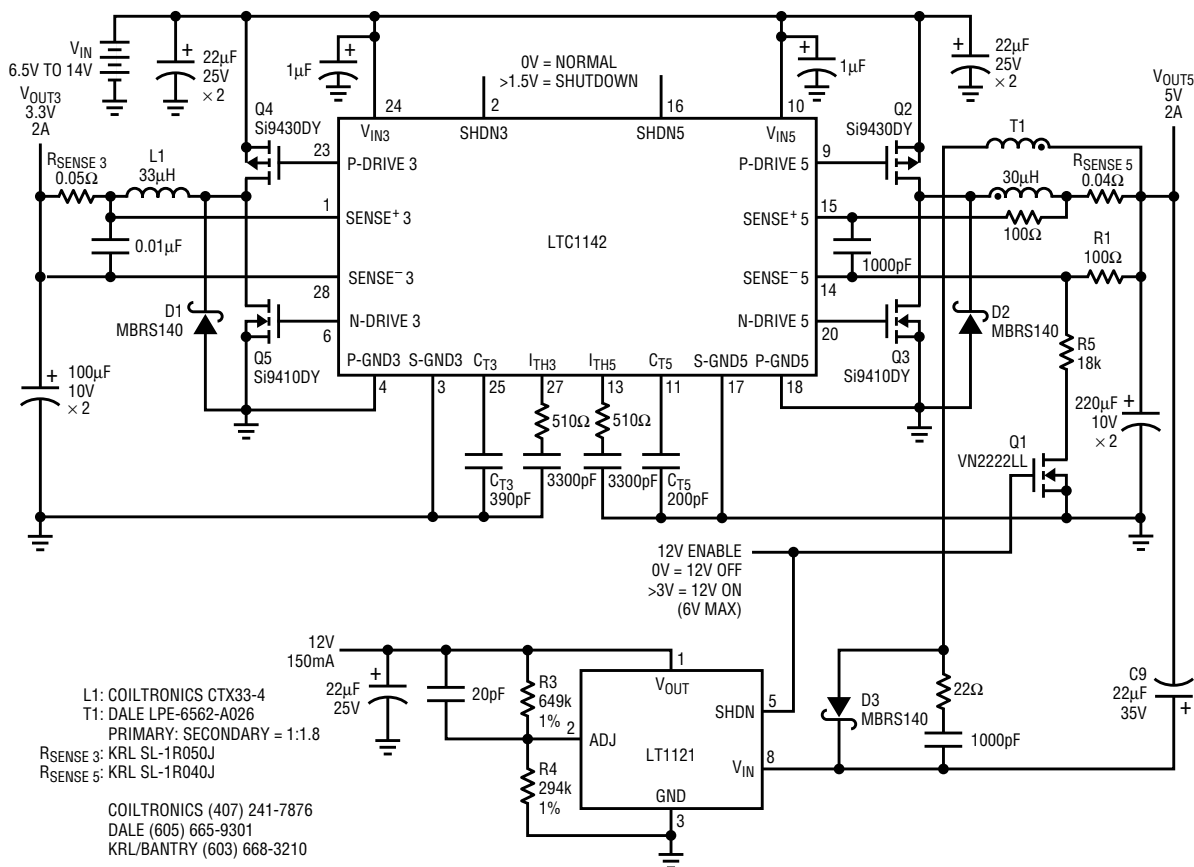 VIN
6.5V TO 14V
22µF
25V
× 2
1µF
0V = NORMAL
>1.5V = SHUTDOWN
1µF
22µF
25V
× 2
VOUT3
3.3V
2A
VOUT5
5V
2A
Q4
Si9430DY
24
2
16
10
Q2
Si9430DY
T1
VIN3
SHDN3
SHDN5
VIN5
RSENSE 3
0.05Ω
L1
33µH
23
P-DRIVE 3
P-DRIVE 5
9
30µH
RSENSE 5
0.04Ω
1
SENSE+ 3
SENSE+ 5
15
100Ω
0.01µF
LTC1142
1000pF
R1
100Ω
SENSE– 3
28
SENSE– 5
14
D1
MBRS140
N-DRIVE 3
6
N-DRIVE 5
20
D2
MBRS140
Q5
Si9410DY
Q3
Si9410DY
R5
18k
P-GND3
S-GND3
CT3
ITH3
ITH5
CT5
S-GND5
P-GND5
4
3
25
27
13
11
17
18
100µF
10V
× 2
510Ω
510Ω
220µF
10V
× 2
Q1
VN2222LL
CT3
390pF
3300pF
3300pF
CT5
200pF
12V ENABLE
0V = 12V OFF
>3V = 12V ON
(6V MAX)
12V
150mA
22µF
25V
20pF
R3
649k
1%
1
VOUT
SHDN
5
2
ADJ
LT1121
VIN
8
GND
3
R4
294k
1%
D3
MBRS140
22Ω
1000pF
C9
22µF
35V
L1: COILTRONICS CTX33-4
T1: DALE LPE-6562-A026
PRIMARY: SECONDARY = 1:1.8
RSENSE 3: KRL SL-1R050J
RSENSE 5: KRL SL-1R040J
COILTRONICS (407) 241-7876
DALE (605) 665-9301
KRL/BANTRY (603) 668-3210